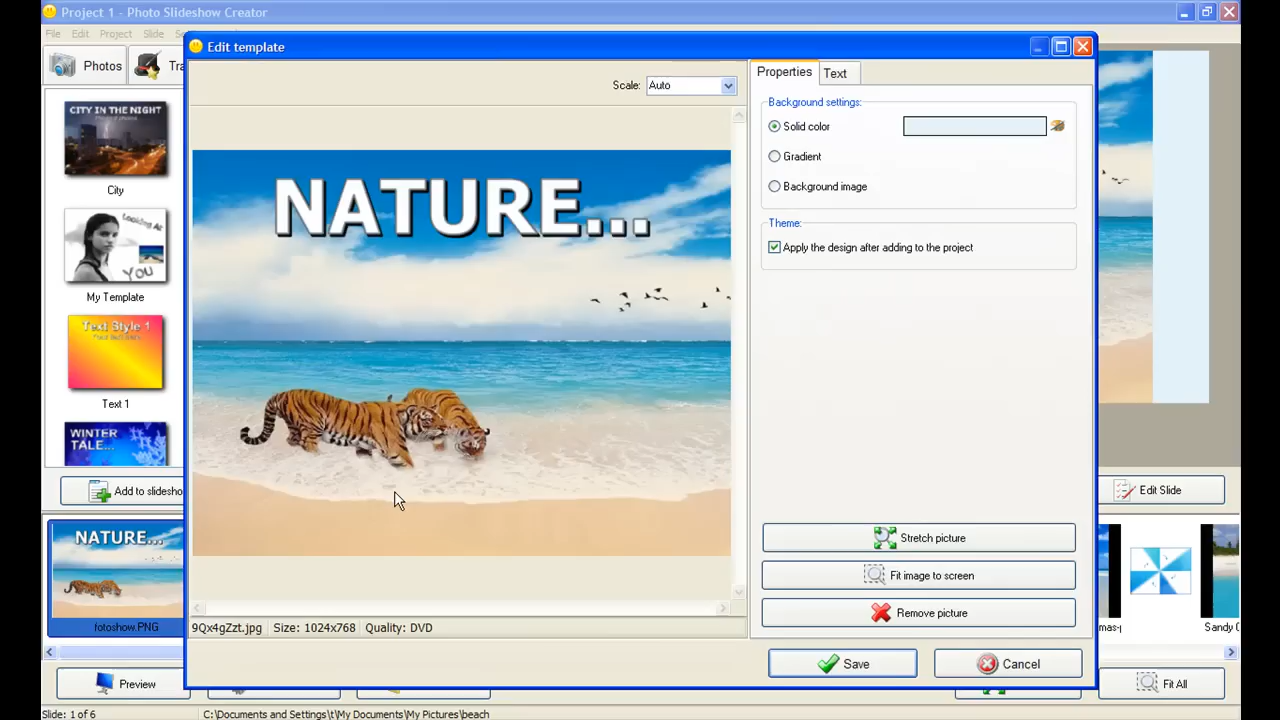 Project 1 - Photo Slideshow Creator
File Edit Project Slide
Photos
Edit template
Scale: Auto
Properties Text
Background settings:
Solid color
Gradient
Background image
Theme:
Apply the design after adding to the project
CITY IN THE NIGHT
City
Looking At
YOU
My Template
Text Style 1
Your text here
Text 1
WINTER
TALE...
NATURE...
Add to slidesho
Edit Slide
NATURE...
fotoshow.PNG
Sandy
Stretch picture
Fit image to screen
Remove picture
9Qx4gZzt.jpg Size: 1024x768 Quality: DVD
Save Cancel
Preview
Fit All
Slide: 1 of 6 C:\Documents and Settings\t\My Documents\My Pictures\beach